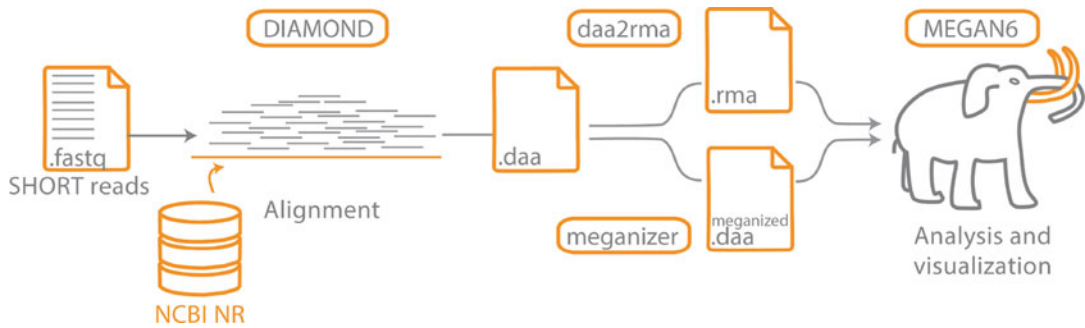 DIAMOND
daa2rma
MEGAN6
.fastq
SHORT reads
.daa
.rma
Alignment
NCBI NR
meganizer
meganized
.daa
Analysis and
visualization